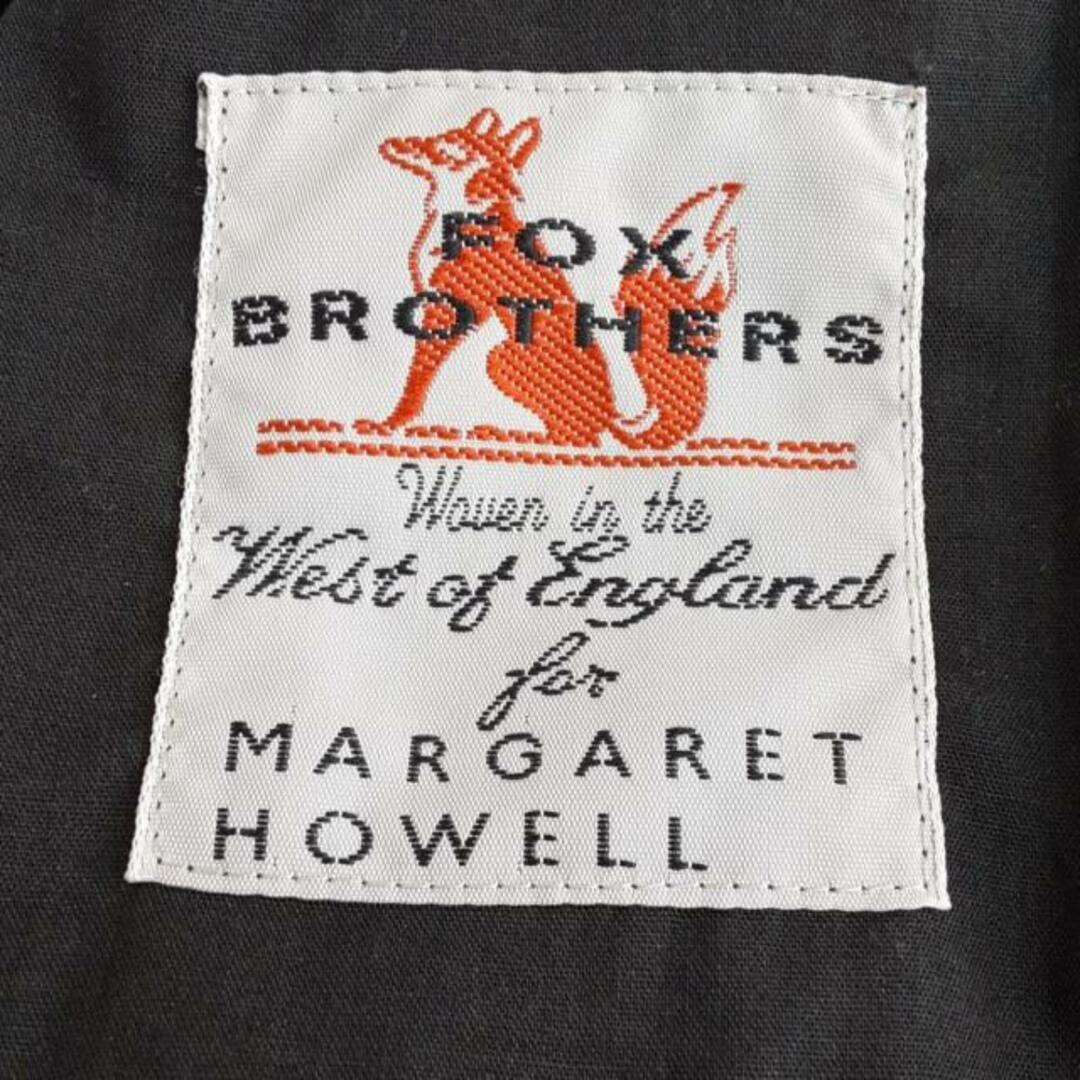 FOX
BROTHERS
Woven in the
West of England
for
MARGARET
HOWELL